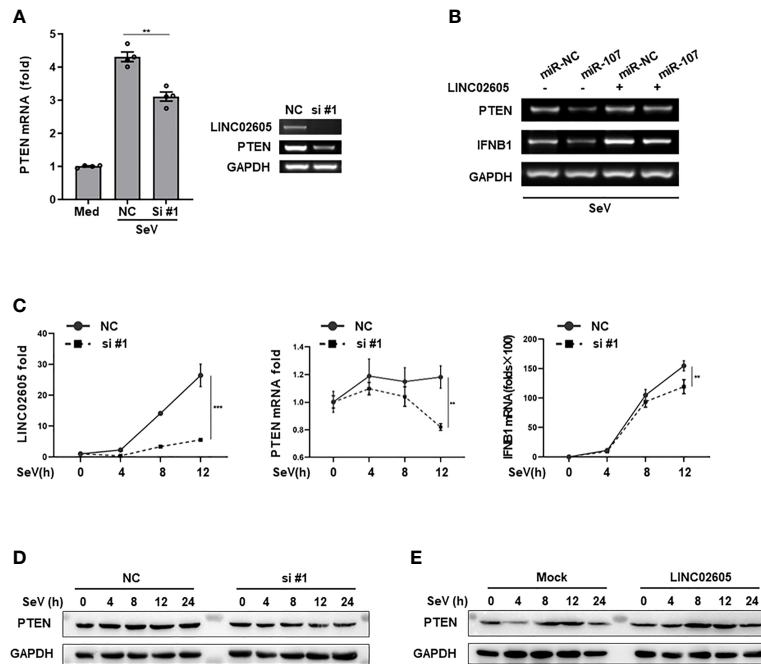 A
PTEN mRNA (fold)
5
4
3
2
1
0
**
Med NC Si #1
SeV
NC si #1
LINC02605
PTEN
GAPDH
B
miR-NC miR-107 miR-NC miR-107
LINC02605 - - + +
PTEN
IFNB1
GAPDH
SeV
C
NC
si #1
LINC02605 fold
40
30
20
10
0
***
SeV(h) 0 4 8 12
NC
si #1
PTEN mRNA fold
1.4
1.2
1.0
0.8
0.6
**
SeV(h) 0 4 8 12
NC
si #1
IFNB1 mRNA(folds×100)
200
150
100
50
0
**
SeV(h) 0 4 8 12
D
NC si #1
SeV (h) 0 4 8 12 24 0 4 8 12 24
PTEN
GAPDH
E
Mock LINC02605
SeV (h) 0 4 8 12 24 0 4 8 12 24
PTEN
GAPDH